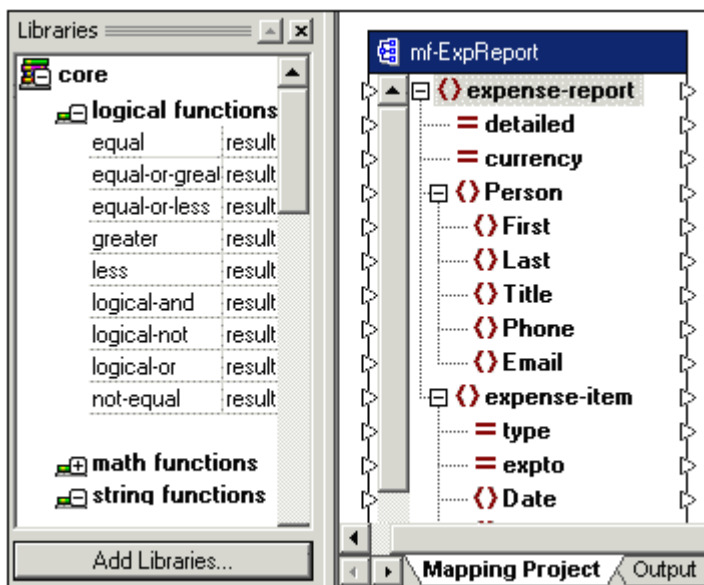 Libraries
core
logical functions
equal result
equal-or-great result
equal-or-less result
greater result
less result
logical-and result
logical-not result
logical-or result
not-equal result
math functions
string functions
Add Libraries...
mf-ExpReport
expense-report
= detailed
= currency
Person
First
Last
Title
Phone
Email
expense-item
= type
= expto
Date
Mapping Project Output